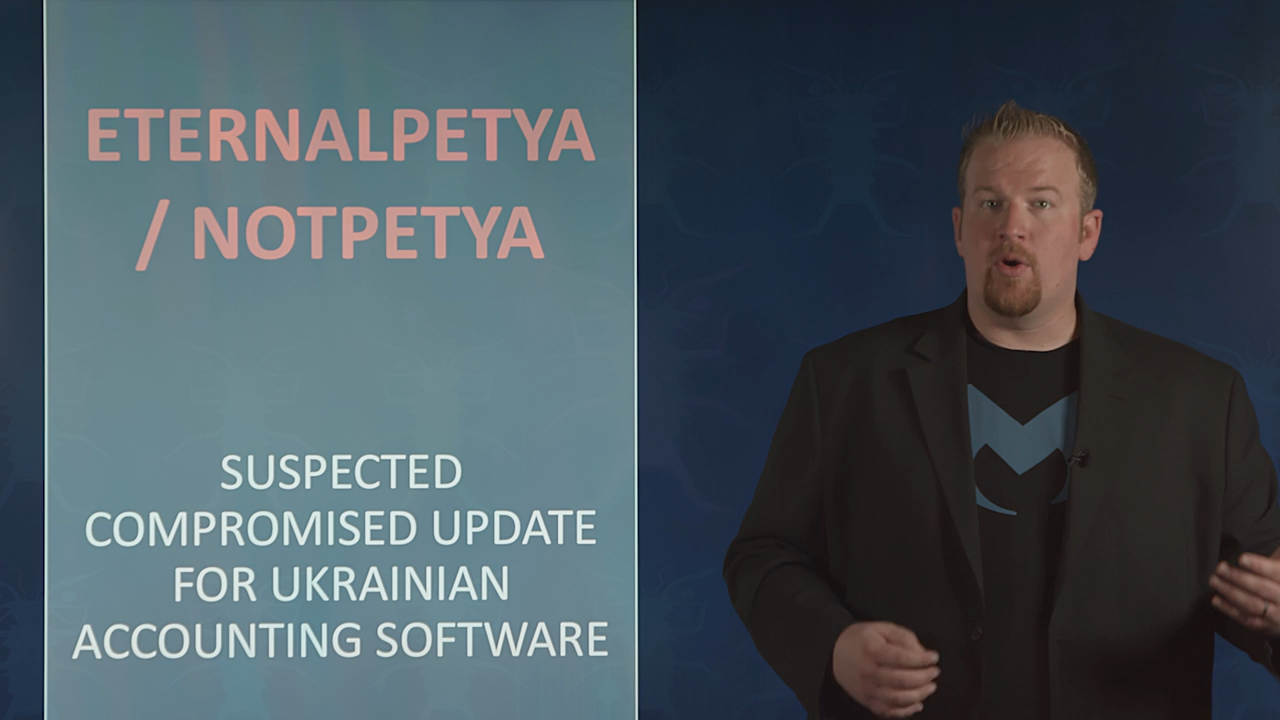 ETERNALPETYA
/ NOTPETYA
SUSPECTED
COMPROMISED UPDATE
FOR UKRAINIAN
ACCOUNTING SOFTWARE